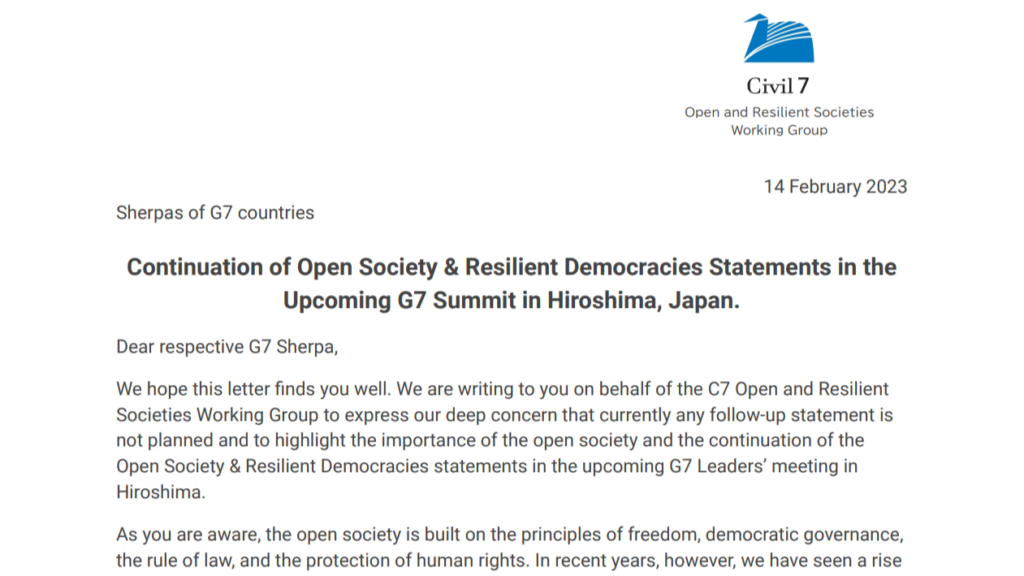 Civil 7
Open and Resilient Societies
Working Group
14 February 2023
Sherpas of G7 countries
Continuation of Open Society & Resilient Democracies Statements in the
Upcoming G7 Summit in Hiroshima, Japan.
Dear respective G7 Sherpa,
We hope this letter finds you well. We are writing to you on behalf of the C7 Open and Resilient
Societies Working Group to express our deep concern that currently any follow-up statement is
not planned and to highlight the importance of the open society and the continuation of the
Open Society & Resilient Democracies statements in the upcoming G7 Leaders’ meeting in
Hiroshima.
As you are aware, the open society is built on the principles of freedom, democratic governance,
the rule of law, and the protection of human rights. In recent years, however, we have seen a rise